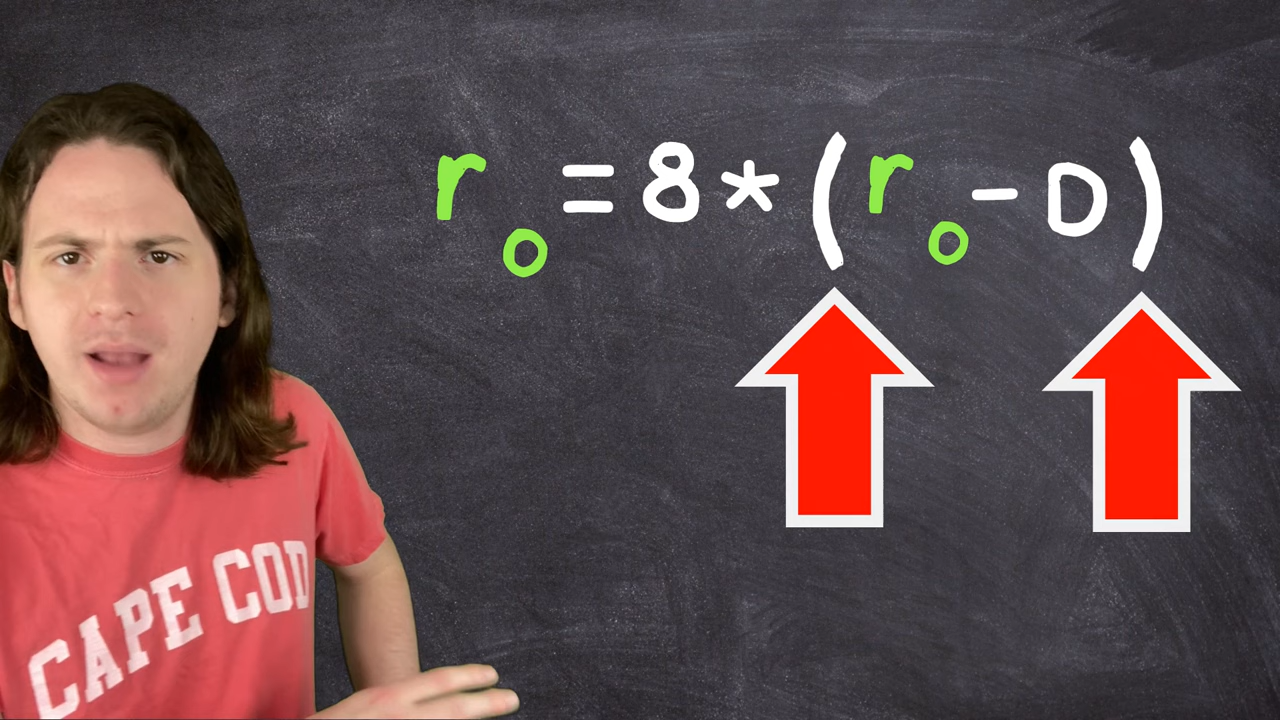 r₀ = 8 * ( r₀ - D )
CAPE COD